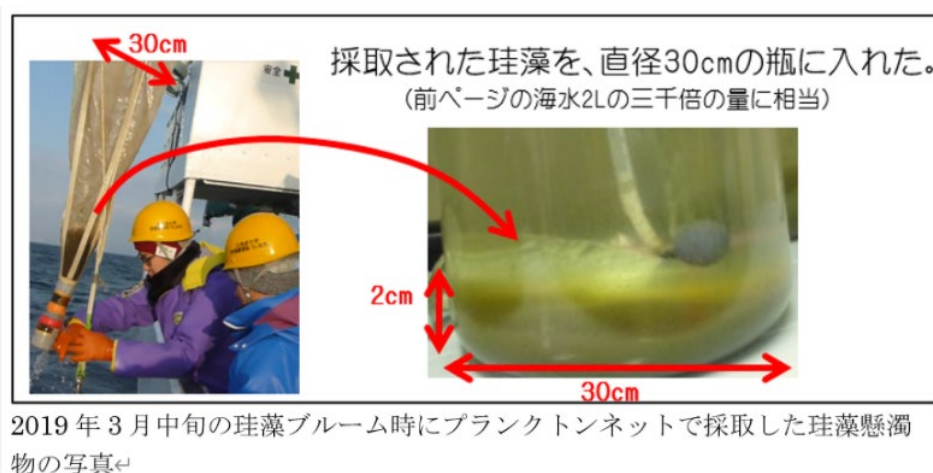 30cm
採取された珪藻を、直径30cmの瓶に入れた。
（前ページの海水2Lの三千倍の量に相当）
安全
2cm
30cm
2019年3月中旬の珪藻ブルーム時にプランクトンネットで採取した珪藻懸濁
物の写真↵